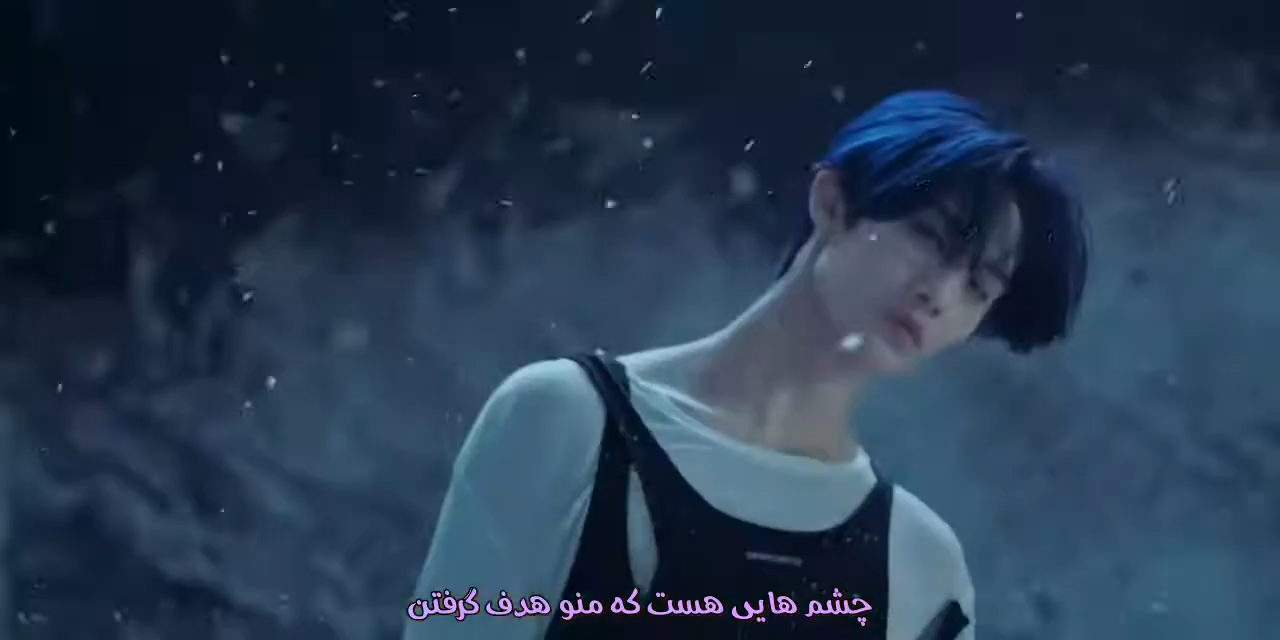 چشم هایی هست که منو هدف گرفتن